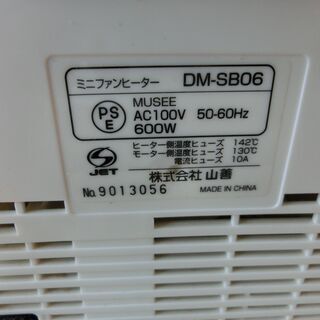 ミニファンヒーター DM-SB06
PS E
MUSEE
AC100V 50-60Hz
600W
ヒーター側温度ヒューズ 142℃
モーター側温度ヒューズ 130℃
電流ヒューズ 10A
JET
株式会社 山善
No.9013056 MADE IN CHINA